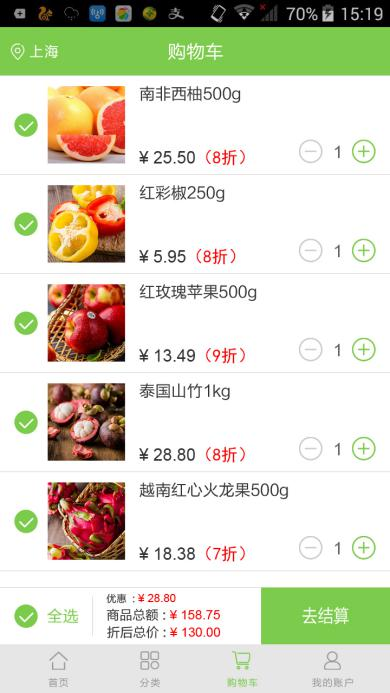 70% 15:19
上海 购物车
南非西柚500g
¥ 25.50（8折） 1
红彩椒250g
¥ 5.95（8折） 1
红玫瑰苹果500g
¥ 13.49（9折） 1
泰国山竹1kg
¥ 28.80（8折） 1
越南红心火龙果500g
¥ 18.38（7折） 1
优惠：¥ 28.80
全选 商品总额：¥ 158.75 去结算
折后总价：¥ 130.00
首页 分类 购物车 我的账户